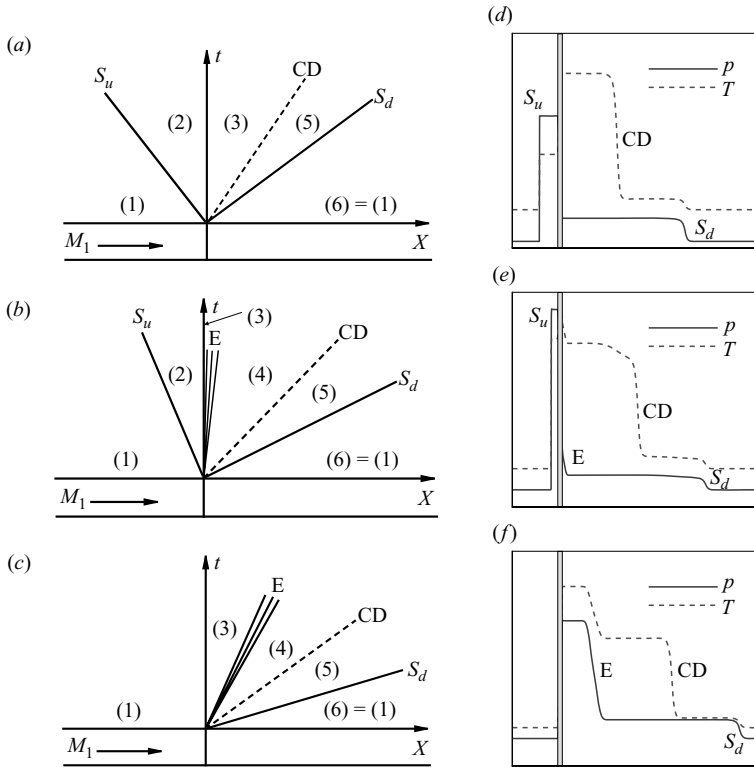 (a)
t
S_u
CD
S_d
(2)
(3)
(5)
(1)
(6) = (1)
M_1
X
(d)
p
T
S_u
CD
S_d
(b)
t
S_u
(3)
E
CD
(2)
(4)
(5)
S_d
(1)
(6) = (1)
M_1
X
(e)
S_u
p
T
CD
E
S_d
(c)
t
E
(3)
CD
(4)
(5)
S_d
(1)
(6) = (1)
M_1
X
(f)
p
T
E
CD
S_d